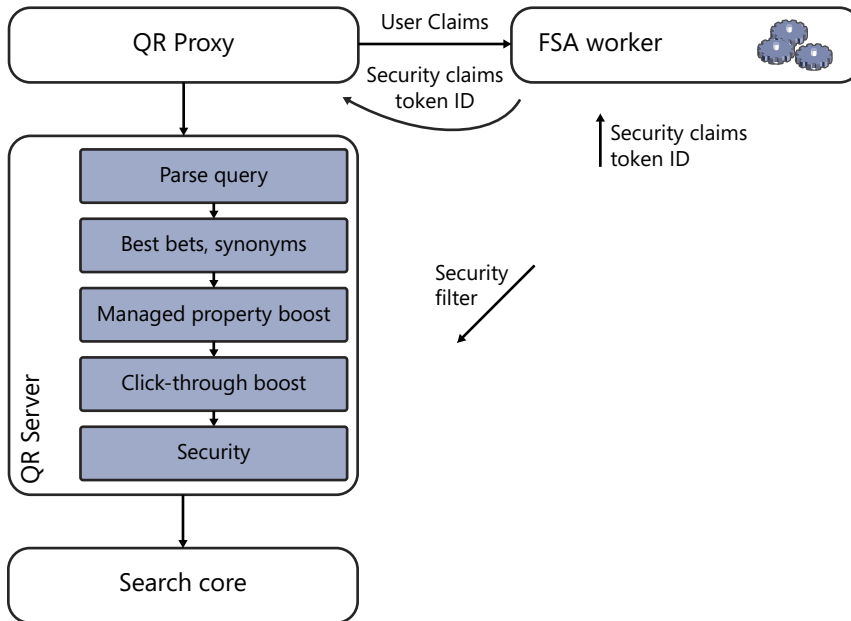 QR Proxy
User Claims
FSA worker
Security claims
token ID
Security claims
token ID
Parse query
Best bets, synonyms
Security
filter
Managed property boost
Click-through boost
QR Server
Security
Search core